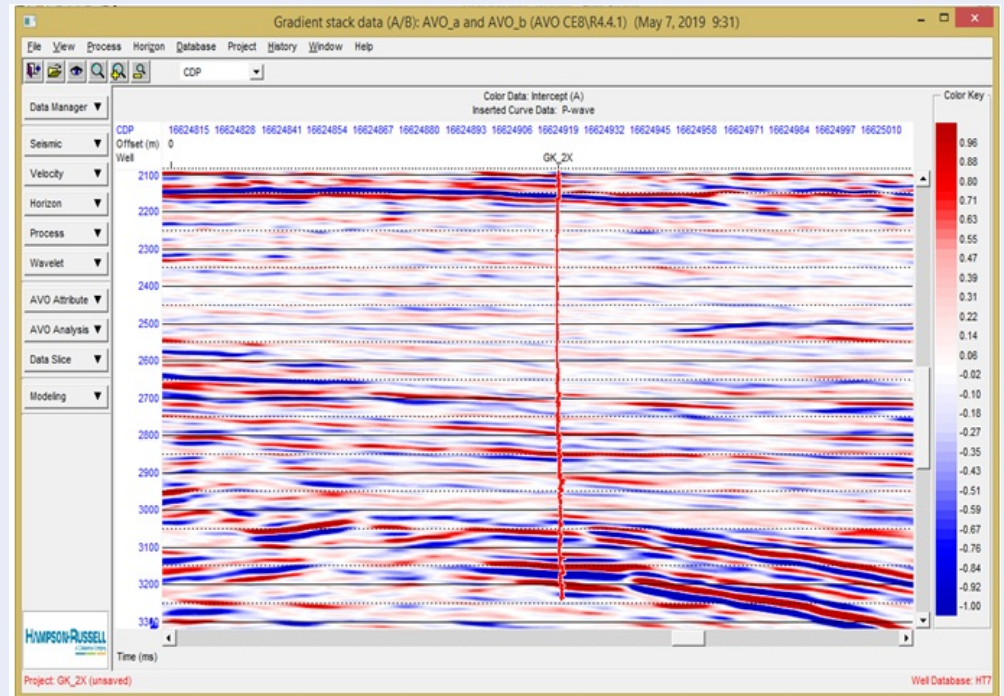 Gradient stack data (A/B): AVO_a and AVO_b (AVO CE8\R4.4.1) (May 7, 2019 9:31)
File View Process Horizon Database Project History Window Help
CDP
Data Manager
Seismic
Velocity
Horizon
Process
Wavelet
AVO Attribute
AVO Analysis
Data Slice
Modeling
HAMPSON-RUSSELL
Color Data: Intercept (A)
Inserted Curve Data: P-wave
CDP 16624815 16624828 16624841 16624854 16624867 16624880 16624893 16624906 16624919 16624932 16624945 16624958 16624971 16624984 16624997 16625010
Offset (m) 0
Well GK_2X
2100
2200
2300
2400
2500
2600
2700
2800
2900
3000
3100
3200
Time (ms)
Color Key
0.96
0.88
0.80
0.71
0.63
0.55
0.47
0.39
0.31
0.22
0.14
0.06
-0.02
-0.10
-0.18
-0.27
-0.35
-0.43
-0.51
-0.59
-0.67
-0.76
-0.84
-0.92
-1.00
Project: GK_2X (unsaved) Well Database: HT7